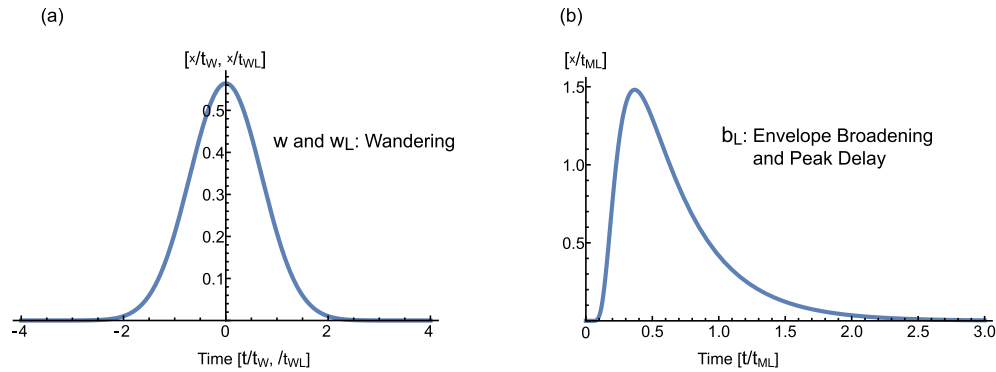 (a)
[x/tW, x/tWL]
0.5
0.4
0.3
0.2
0.1
w and wL: Wandering
-4
-2
0
2
4
Time [t/tW, /tWL]
(b)
[x/tML]
1.5
1.0
0.5
bL: Envelope Broadening
and Peak Delay
0
0.5
1.0
1.5
2.0
2.5
3.0
Time [t/tML]